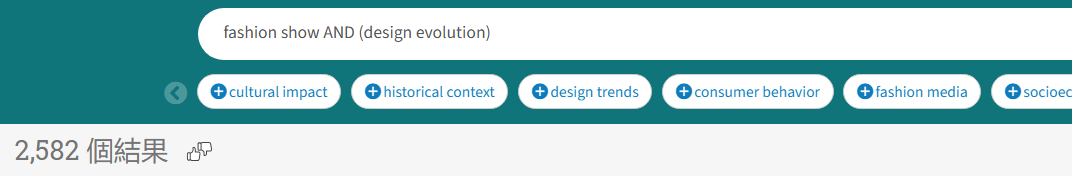 fashion show AND (design evolution)
cultural impact historical context design trends consumer behavior fashion media socioec
2,582 個結果